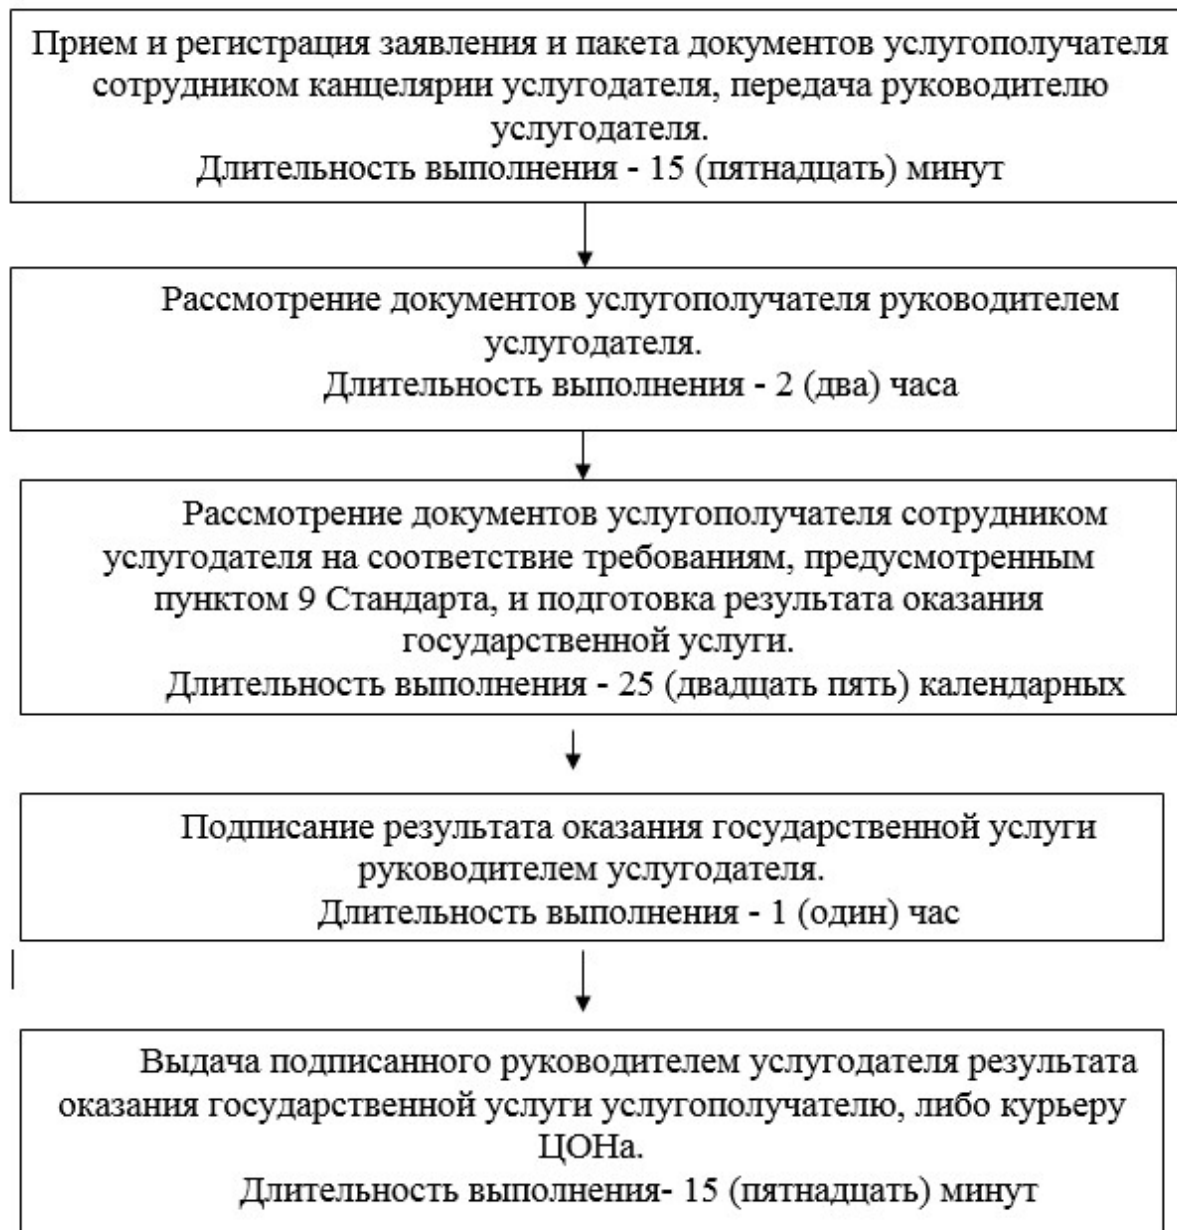 Прием и регистрация заявления и пакета документов услугополучателя
сотрудником канцелярии услугодателя, передача руководителю
услугодателя.
Длительность выполнения - 15 (пятнадцать) минут
Рассмотрение документов услугополучателя руководителем
услугодателя.
Длительность выполнения - 2 (два) часа
Рассмотрение документов услугополучателя сотрудником
услугодателя на соответствие требованиям, предусмотренным
пунктом 9 Стандарта, и подготовка результата оказания
государственной услуги.
Длительность выполнения - 25 (двадцать пять) календарных
Подписание результата оказания государственной услуги
руководителем услугодателя.
Длительность выполнения - 1 (один) час
Выдача подписанного руководителем услугодателя результата
оказания государственной услуги услугополучателю, либо курьеру
ЦОНа.
Длительность выполнения- 15 (пятнадцать) минут